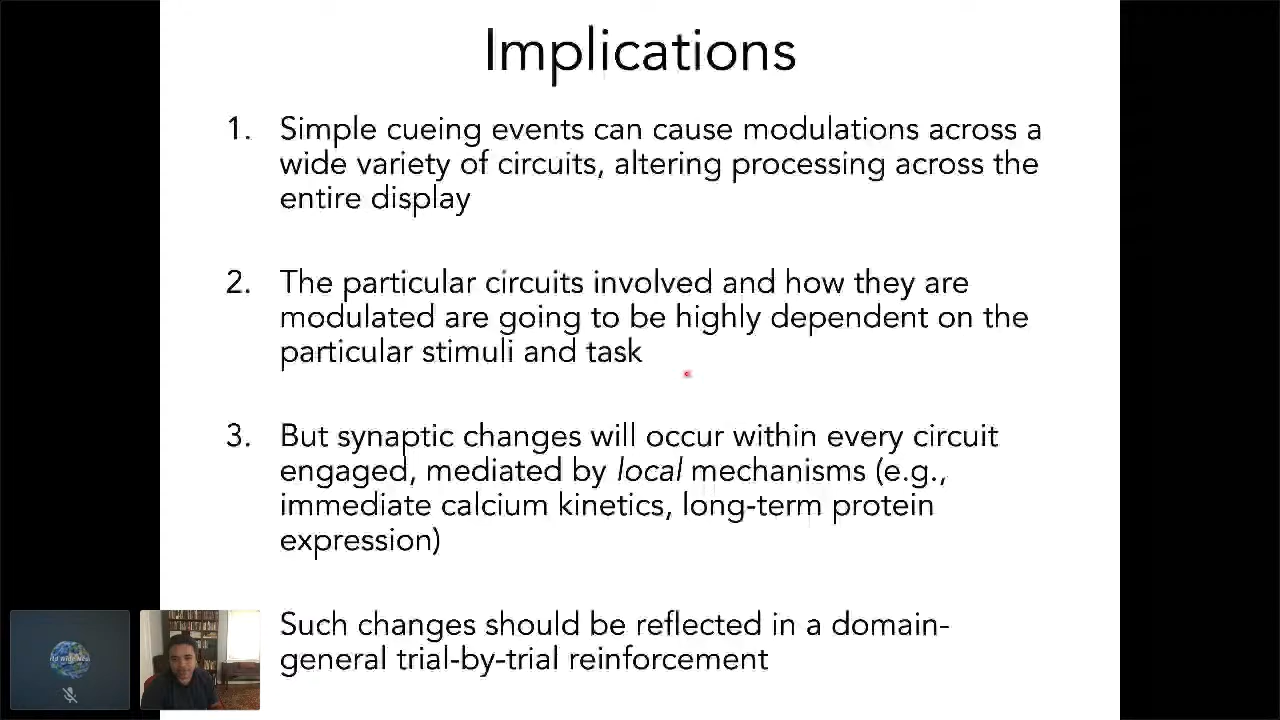 Implications
1. Simple cueing events can cause modulations across a
wide variety of circuits, altering processing across the
entire display
2. The particular circuits involved and how they are
modulated are going to be highly dependent on the
particular stimuli and task
3. But synaptic changes will occur within every circuit
engaged, mediated by local mechanisms (e.g.,
immediate calcium kinetics, long-term protein
expression)
Such changes should be reflected in a domain-
general trial-by-trial reinforcement